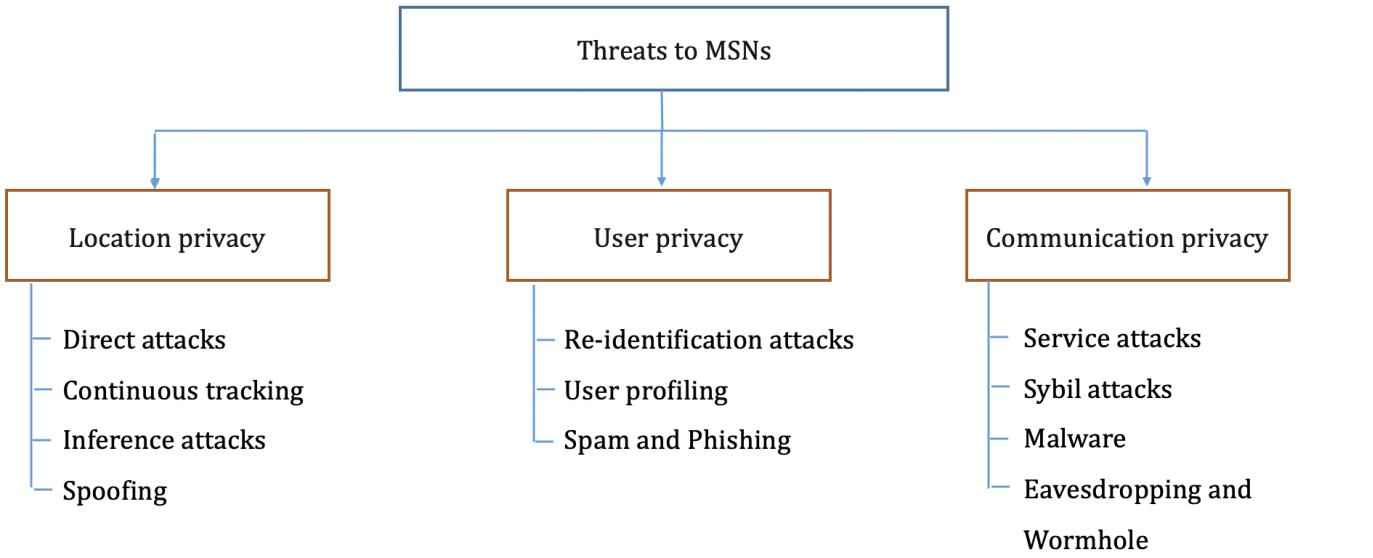 Threats to MSNs
Location privacy
User privacy
Communication privacy
Direct attacks
Continuous tracking
Inference attacks
Spoofing
Re-identification attacks
User profiling
Spam and Phishing
Service attacks
Sybil attacks
Malware
Eavesdropping and
Wormhole